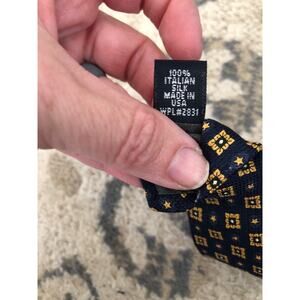 100%
ITALIAN
SILK
MADE IN
USA
WPL#2831